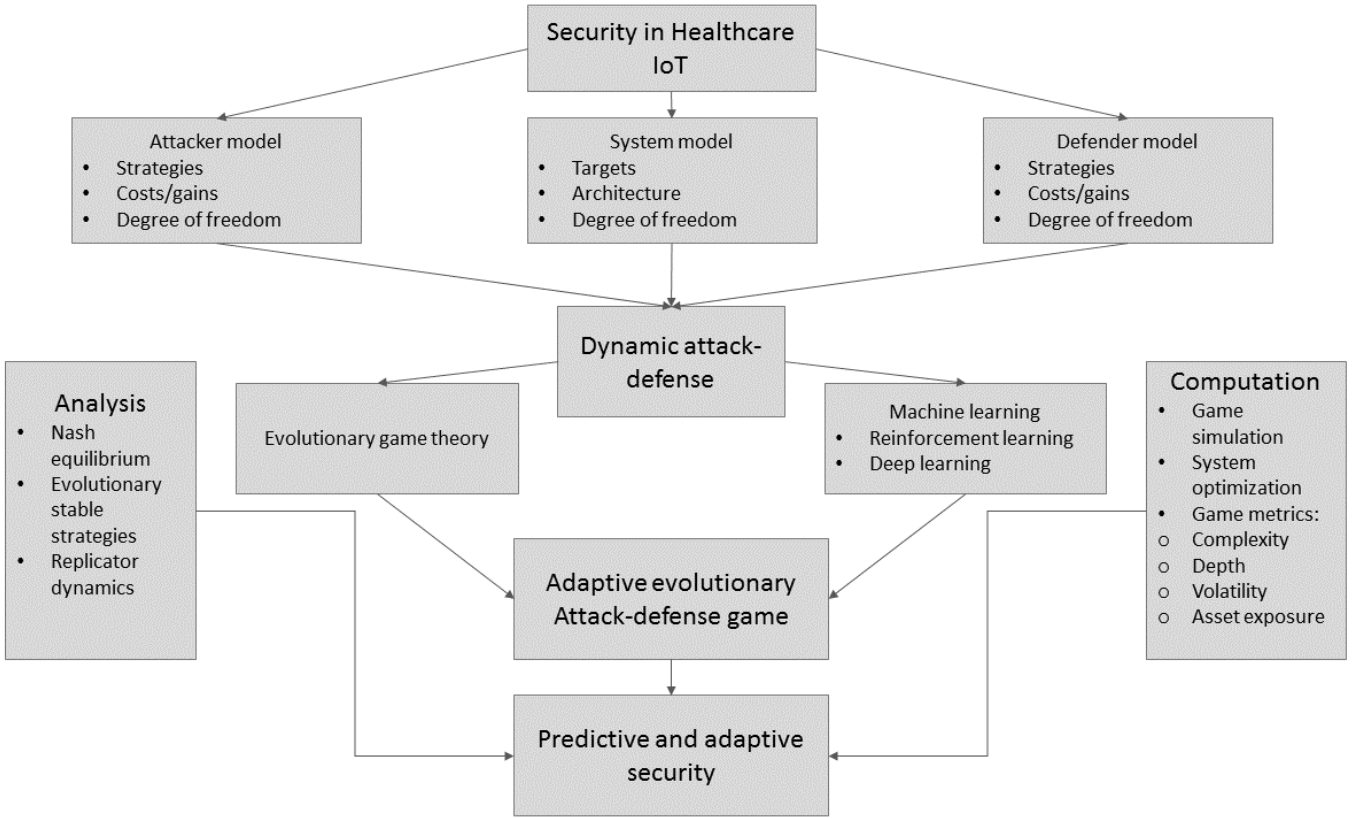 Security in Healthcare
IoT
Attacker model
• Strategies
• Costs/gains
• Degree of freedom
System model
• Targets
• Architecture
• Degree of freedom
Defender model
• Strategies
• Costs/gains
• Degree of freedom
Dynamic attack-
defense
Analysis
• Nash
equilibrium
• Evolutionary
stable
strategies
• Replicator
dynamics
Evolutionary game theory
Machine learning
• Reinforcement learning
• Deep learning
Computation
• Game
simulation
• System
optimization
• Game metrics:
o Complexity
o Depth
o Volatility
o Asset exposure
Adaptive evolutionary
Attack-defense game
Predictive and adaptive
security